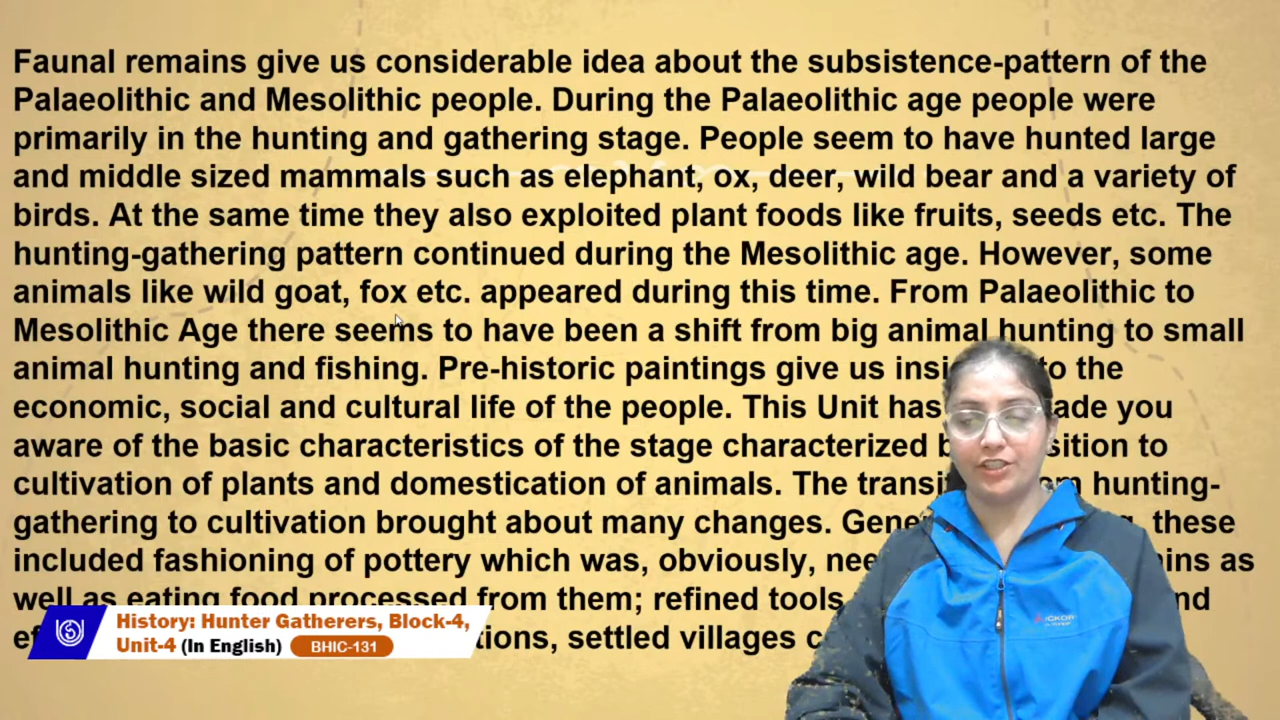 Faunal remains give us considerable idea about the subsistence-pattern of the
Palaeolithic and Mesolithic people. During the Palaeolithic age people were
primarily in the hunting and gathering stage. People seem to have hunted large
and middle sized mammals such as elephant, ox, deer, wild bear and a variety of
birds. At the same time they also exploited plant foods like fruits, seeds etc. The
hunting-gathering pattern continued during the Mesolithic age. However, some
animals like wild goat, fox etc. appeared during this time. From Palaeolithic to
Mesolithic Age there seems to have been a shift from big animal hunting to small
animal hunting and fishing. Pre-historic paintings give us to the
economic, social and cultural life of the people. This Unit has you
aware of the basic characteristics of the stage characterized to
cultivation of plants and domestication of animals. The hunting-
gathering to cultivation brought about many changes. these
included fashioning of pottery which was, obviously, as
well as eating food processed from them; refined tools
settled villages
History: Hunter Gatherers, Block-4,
Unit-4 (In English) BHIC-131